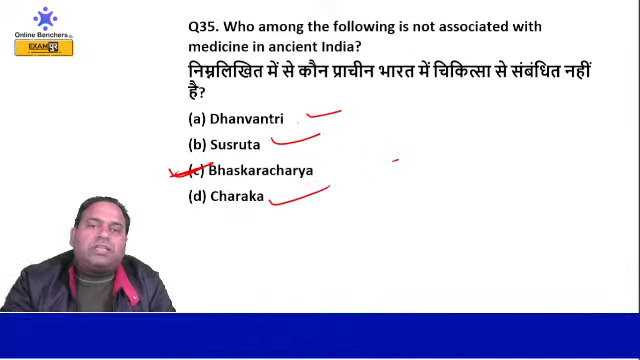 Online Benchers
EXAM पुर
Q35. Who among the following is not associated with
medicine in ancient India?
निम्नलिखित में से कौन प्राचीन भारत में चिकित्सा से संबंधित नहीं
है?
(a) Dhanvantri
(b) Susruta
(c) Bhaskaracharya
(d) Charaka